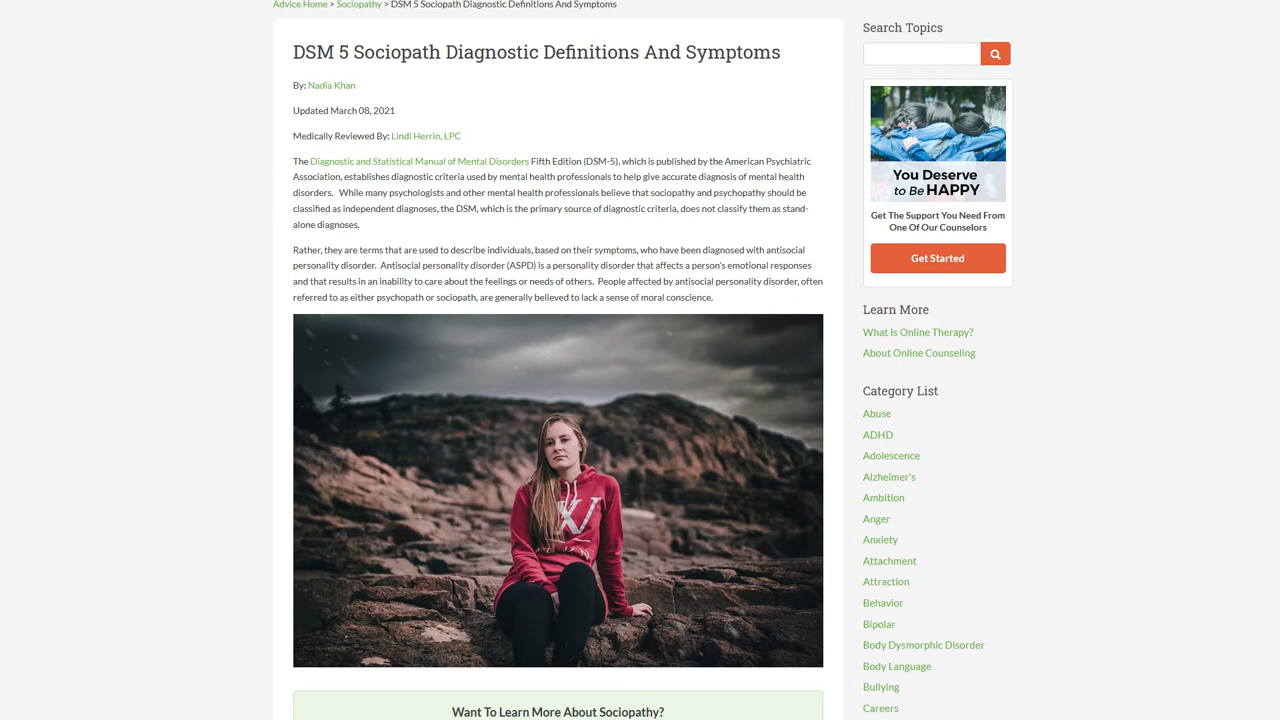 Advice Home > Sociopathy > DSM 5 Sociopath Diagnostic Definitions And Symptoms
DSM 5 Sociopath Diagnostic Definitions And Symptoms
By: Nadia Khan
Updated March 08, 2021
Medically Reviewed By: Lindi Herrin, LPC
The Diagnostic and Statistical Manual of Mental Disorders Fifth Edition (DSM-5), which is published by the American Psychiatric
Association, establishes diagnostic criteria used by mental health professionals to help give accurate diagnosis of mental health
disorders. While many psychologists and other mental health professionals believe that sociopathy and psychopathy should be
classified as independent diagnoses, the DSM, which is the primary source of diagnostic criteria, does not classify them as stand-
alone diagnoses.
Rather, they are terms that are used to describe individuals, based on their symptoms, who have been diagnosed with antisocial
personality disorder. Antisocial personality disorder (ASPD) is a personality disorder that affects a person's emotional responses
and that results in an inability to care about the feelings or needs of others. People affected by antisocial personality disorder, often
referred to as either psychopath or sociopath, are generally believed to lack a sense of moral conscience.
Want To Learn More About Sociopathy?
Search Topics
You Deserve
to Be HAPPY
Get The Support You Need From
One Of Our Counselors
Get Started
Learn More
What Is Online Therapy?
About Online Counseling
Category List
Abuse
ADHD
Adolescence
Alzheimer's
Ambition
Anger
Anxiety
Attachment
Attraction
Behavior
Bipolar
Body Dysmorphic Disorder
Body Language
Bullying
Careers